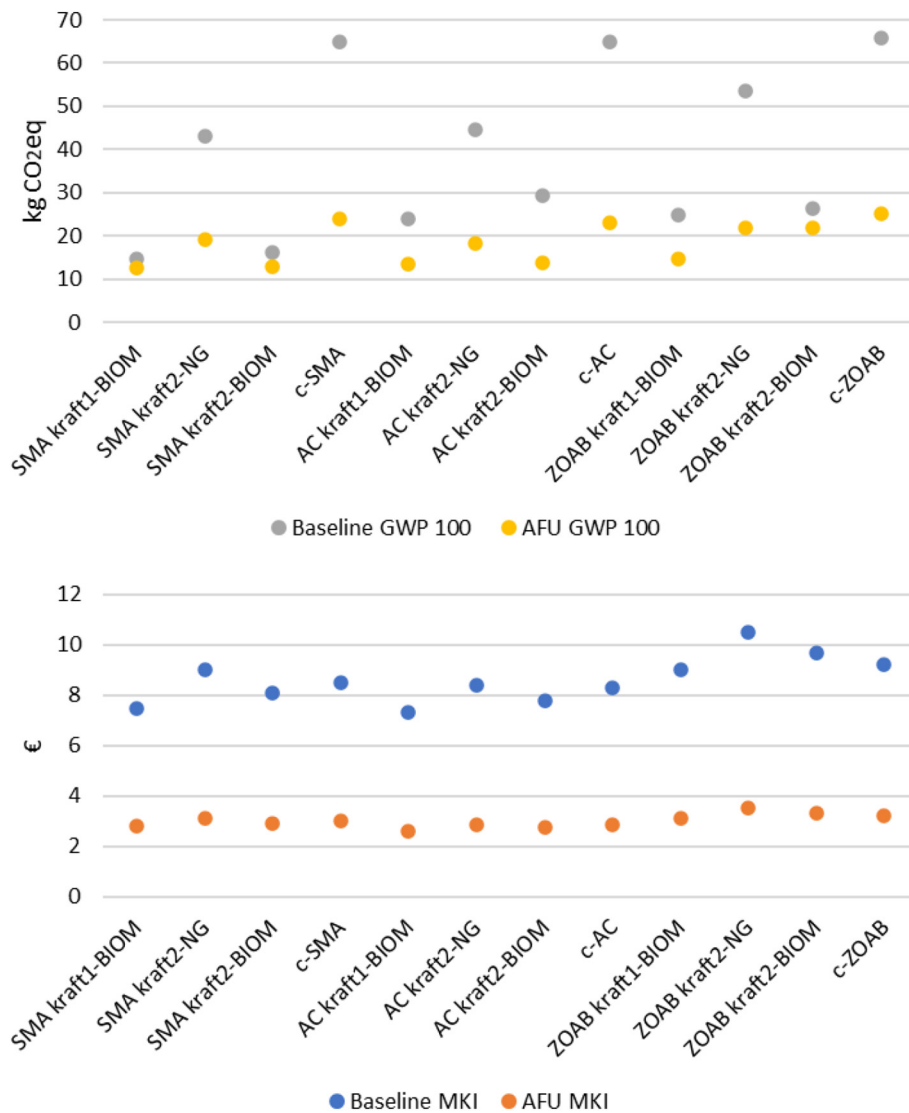 70
60
50
40
30
20
10
0
kg CO2eq
SMA kraft1-BIOM
SMA kraft2-NG
SMA kraft2-BIOM
c-SMA
AC kraft1-BIOM
AC kraft2-NG
AC kraft2-BIOM
c-AC
ZOAB kraft1-BIOM
ZOAB kraft2-NG
ZOAB kraft2-BIOM
c-ZOAB
Baseline GWP 100 AFU GWP 100
12
10
8
6
4
2
0
€
SMA kraft1-BIOM
SMA kraft2-NG
SMA kraft2-BIOM
c-SMA
AC kraft1-BIOM
AC kraft2-NG
AC kraft2-BIOM
c-AC
ZOAB kraft1-BIOM
ZOAB kraft2-NG
ZOAB kraft2-BIOM
c-ZOAB
Baseline MKI AFU MKI